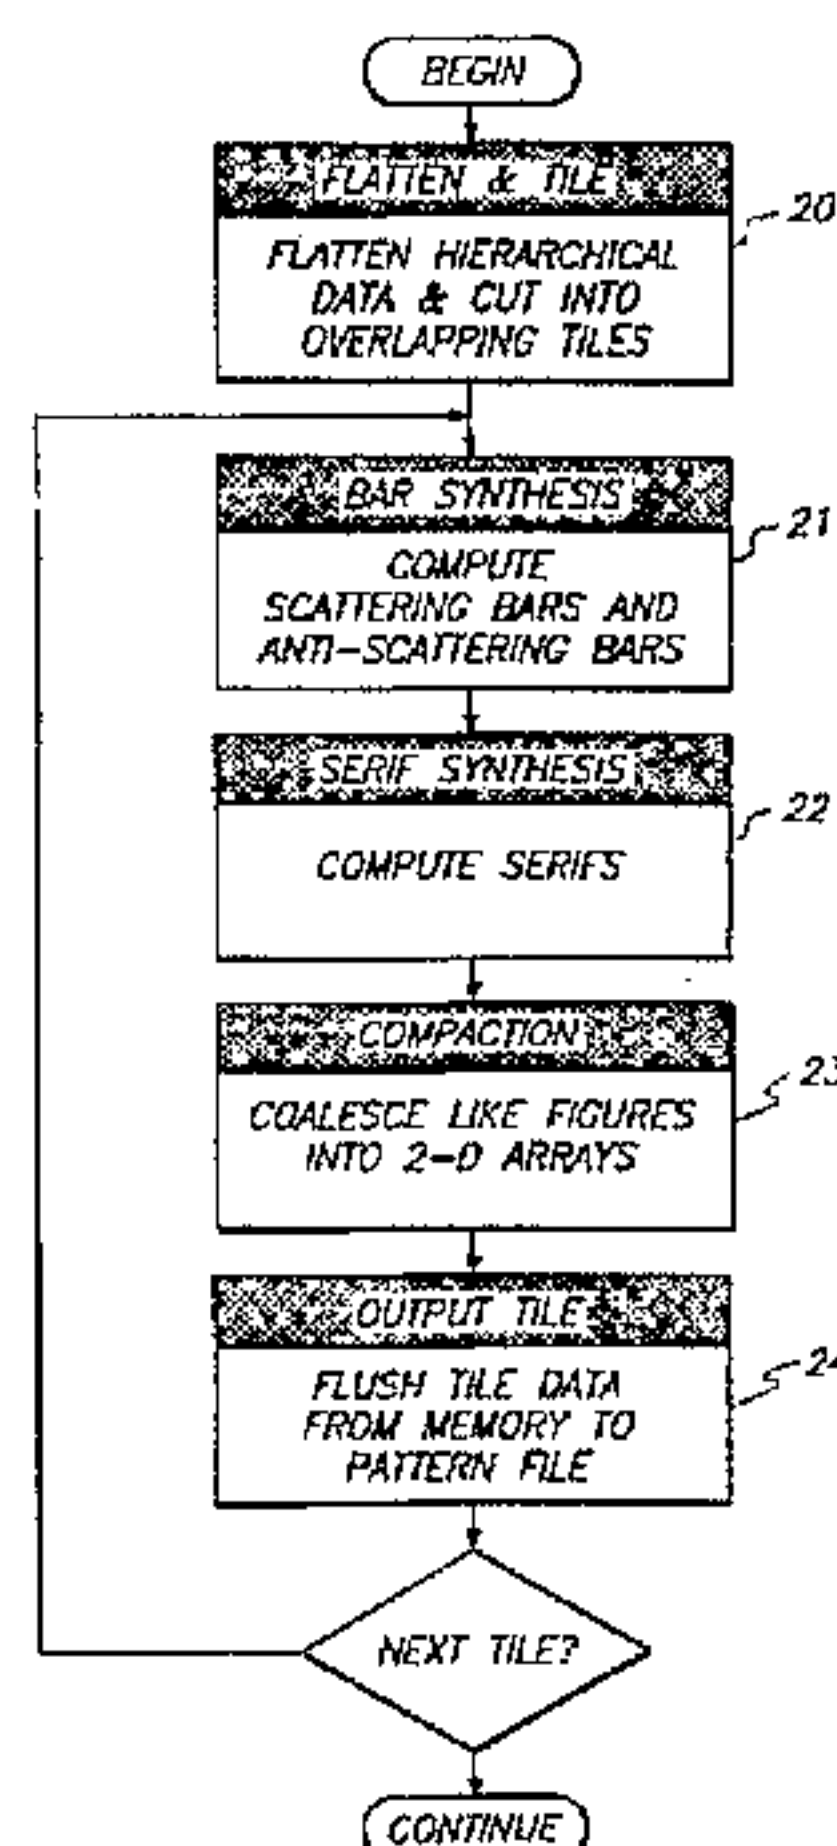 BEGIN
FLATTEN & TILE
20
FLATTEN HIERARCHICAL
DATA & CUT INTO
OVERLAPPING TILES
BAR SYNTHESIS
21
COMPUTE
SCATTERING BARS AND
ANTI-SCATTERING BARS
SERIF SYNTHESIS
22
COMPUTE SERIFS
COMPACTION
23
COALESCE LIKE FIGURES
INTO 2-D ARRAYS
OUTPUT TILE
24
FLUSH TILE DATA
FROM MEMORY TO
PATTERN FILE
NEXT TILE?
CONTINUE